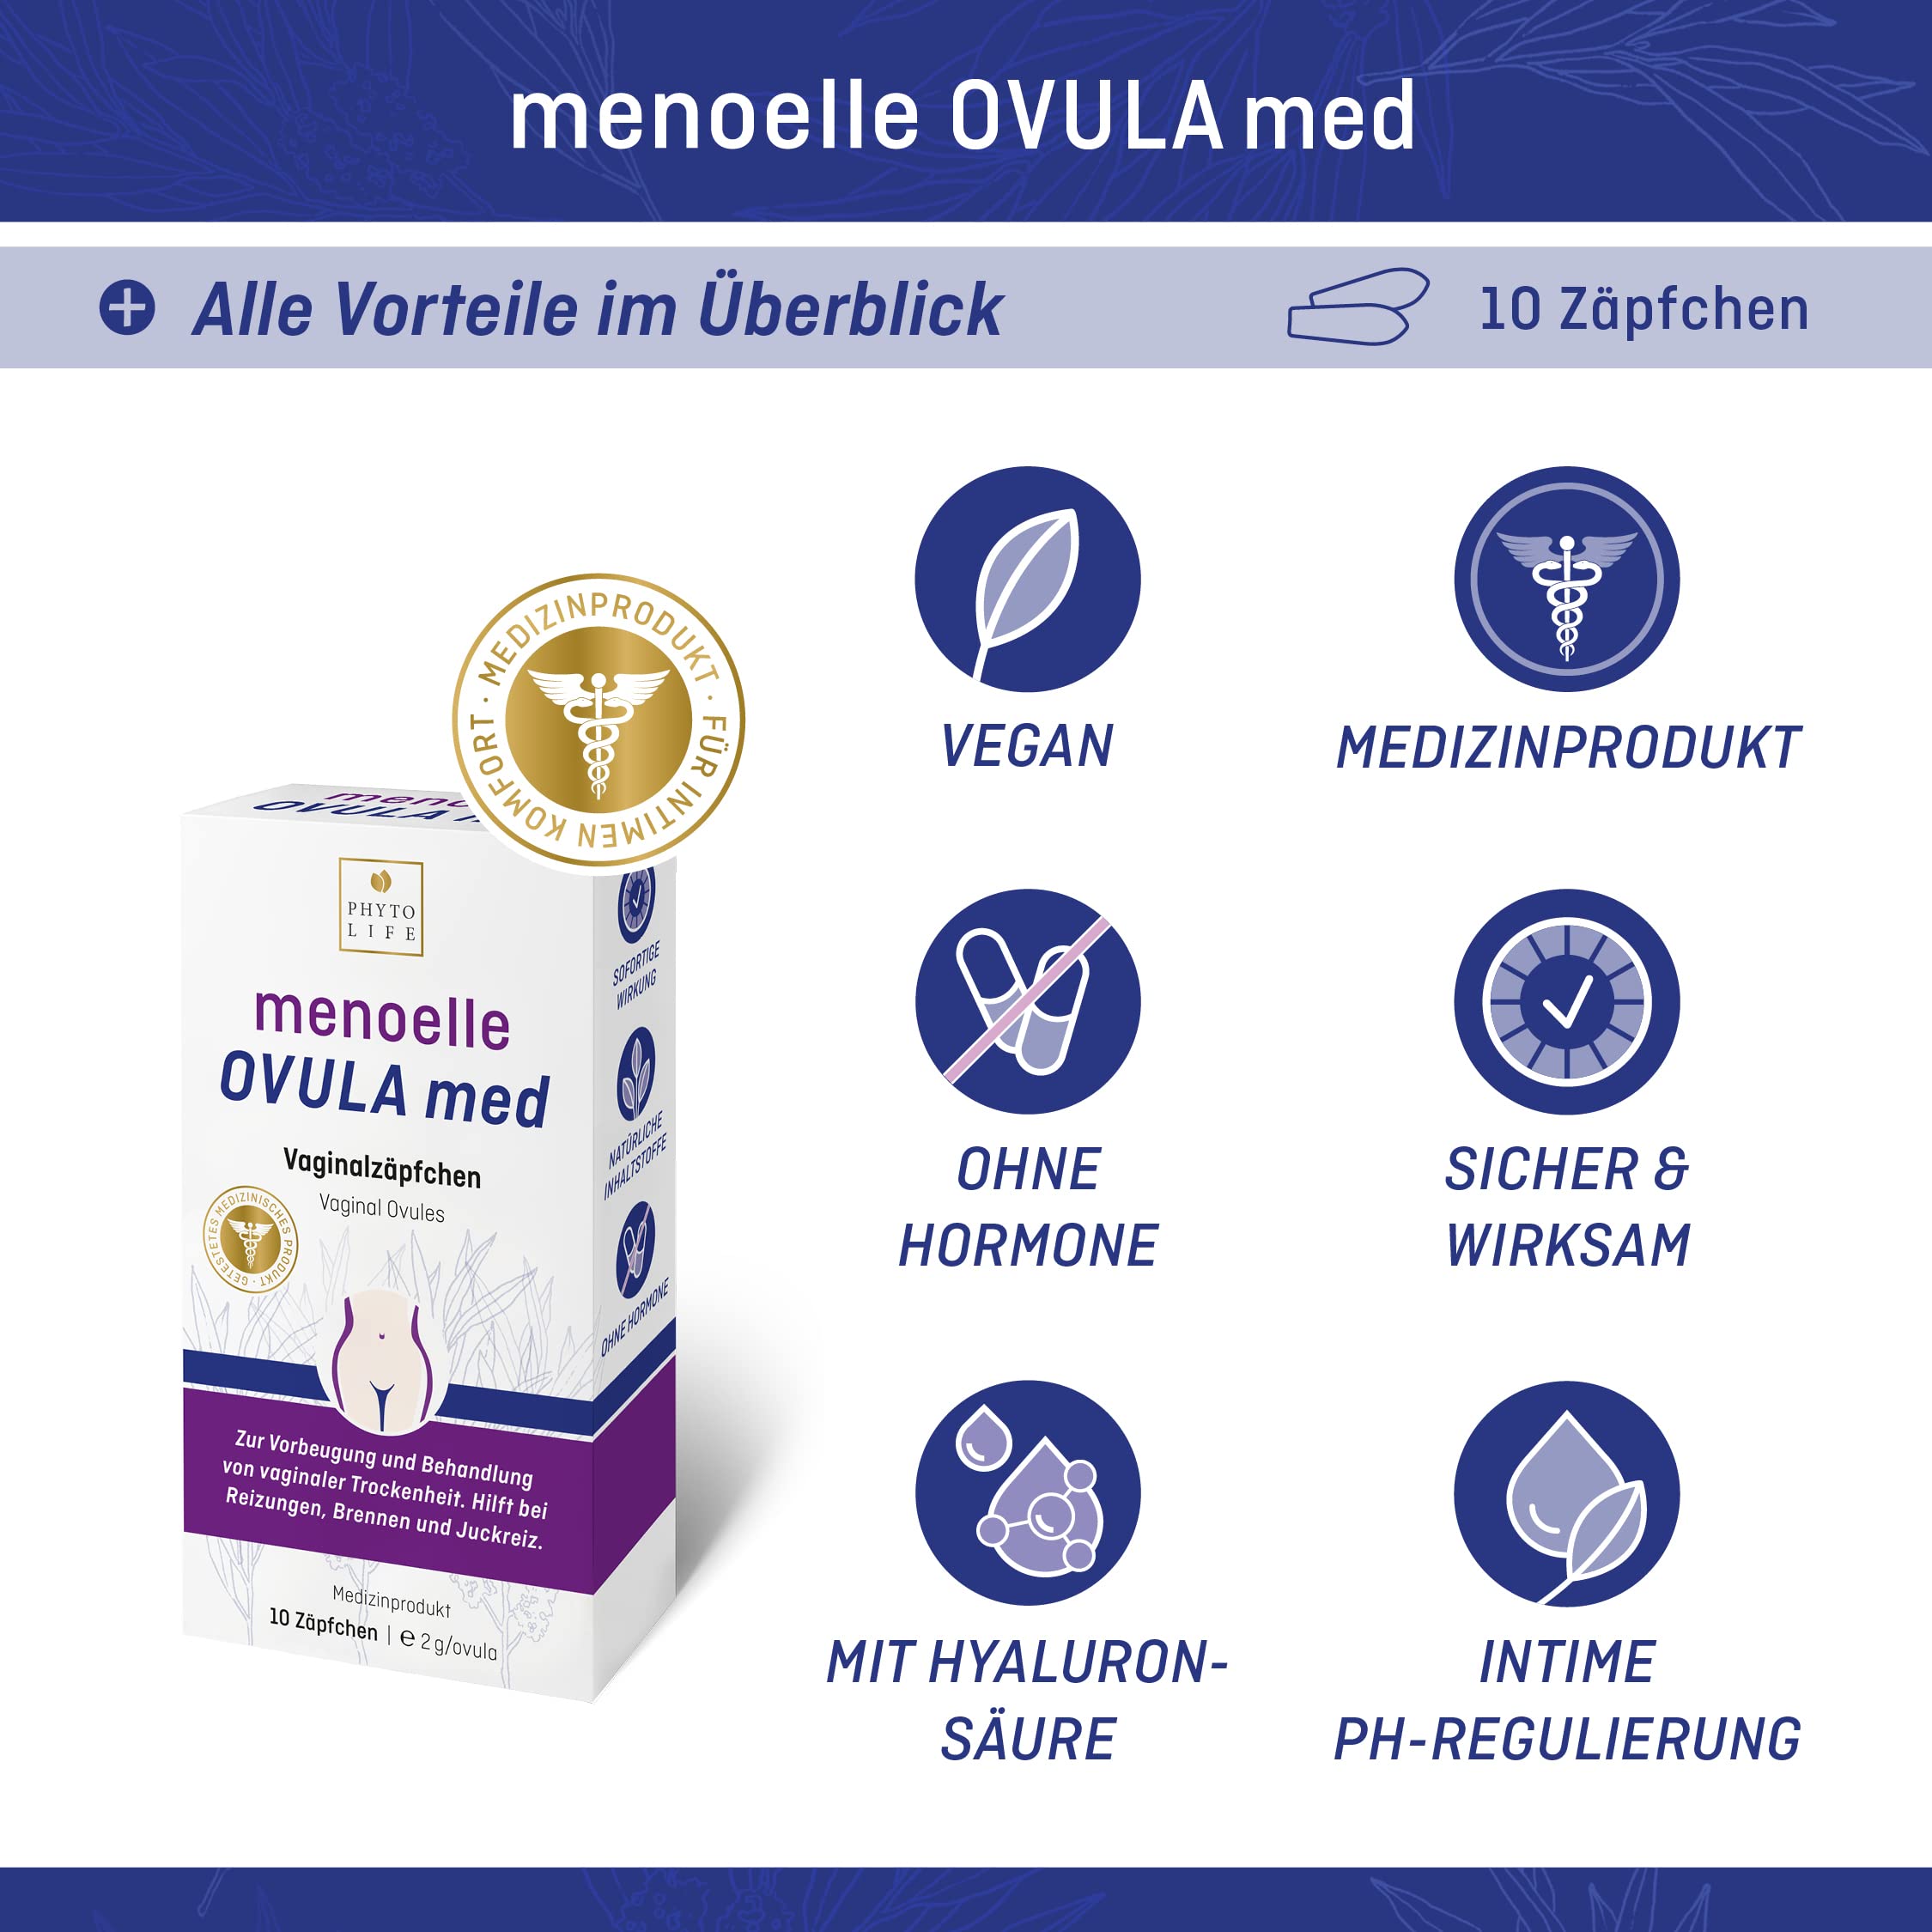 menoelle OVULA med
Alle Vorteile im Überblick
10 Zäpfchen
VEGAN
MEDIZINPRODUKT
OHNE
HORMONE
SICHER &
WIRKSAM
MIT HYALURON-
SÄURE
INTIME
PH-REGULIERUNG
MEDIZINPRODUKT · FÜR INTIMEN KOMFORT ·
PHYTO
LIFE
menoelle
OVULA med
Vaginalzäpfchen
Vaginal Ovules
GETESTETES MEDIZINISCHES PRODUKT ·
Zur Vorbeugung und Behandlung
von vaginaler Trockenheit. Hilft bei
Reizungen, Brennen und Juckreiz.
Medizinprodukt
10 Zäpfchen | ℮ 2 g/ovula
SOFORTIGE
WIRKUNG
NATÜRLICHE
INHALTSTOFFE
OHNE HORMONE